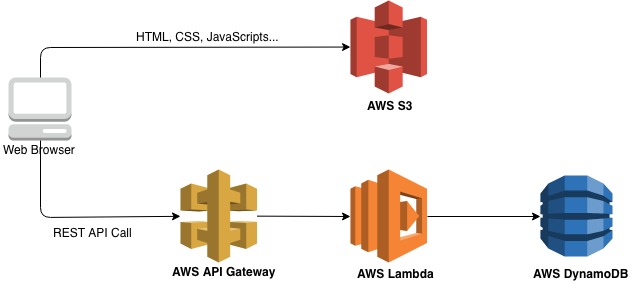 HTML, CSS, JavaScripts...
AWS S3
Web Browser
REST API Call
AWS API Gateway
AWS Lambda
AWS DynamoDB